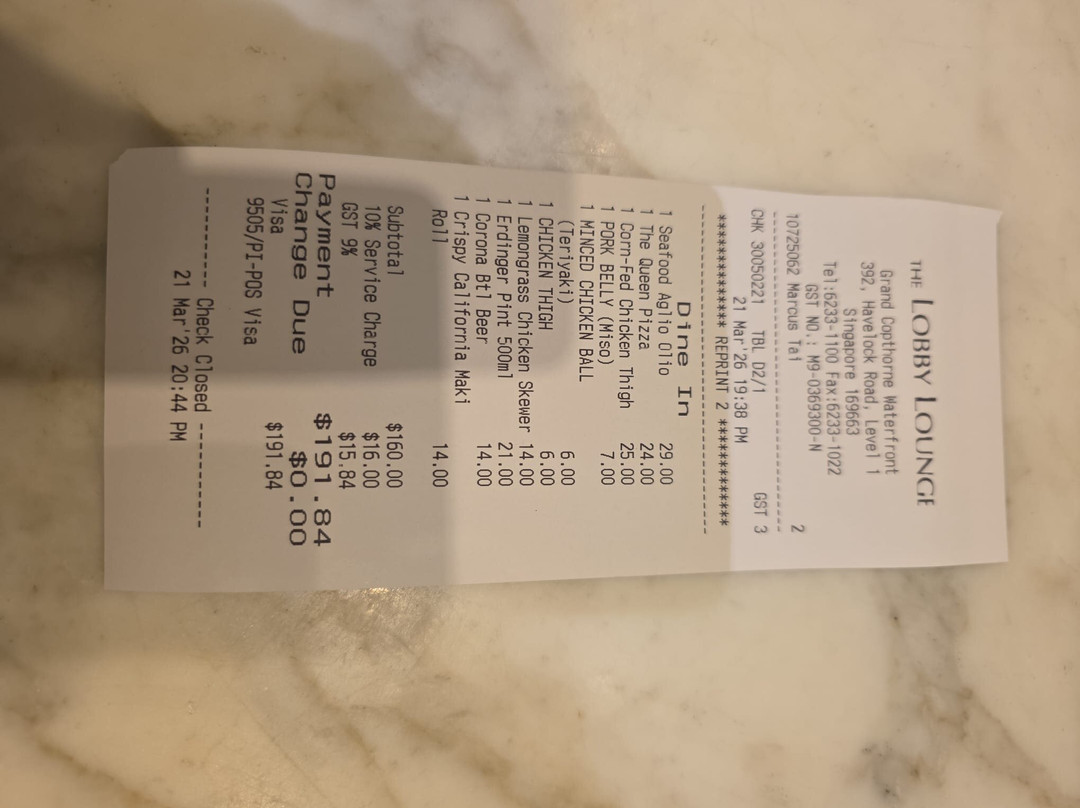 THE LOBBY LOUNGE
Grand Copthorne Waterfront
392, Havelock Road, Level 1
Singapore 169663
Tel:6233-1100 Fax:6233-1022
GST NO.: M9-0369300-N
10725062 Marcus Tai 2
--------------------------------
CHK 30050221 TBL D2/1 GST 3
21 Mar'26 19:38 PM
************** REPRINT 2 **************
--------------------------------
Dine In
1 Seafood Aglio Olio 29.00
1 The Queen Pizza 24.00
1 Corn-Fed Chicken Thigh 25.00
1 PORK BELLY (Miso) 7.00
1 MINCED CHICKEN BALL
(Teriyaki) 6.00
1 CHICKEN THIGH 6.00
1 Lemongrass Chicken Skewer 14.00
1 Erdinger Pint 500ml 21.00
1 Corona Btl Beer 14.00
1 Crispy California Maki
Roll 14.00
Subtotal $160.00
10% Service Charge $16.00
GST 9% $15.84
Payment $191.84
Change Due $0.00
Visa $191.84
9505/PI-POS Visa
---------- Check Closed ----------
21 Mar'26 20:44 PM